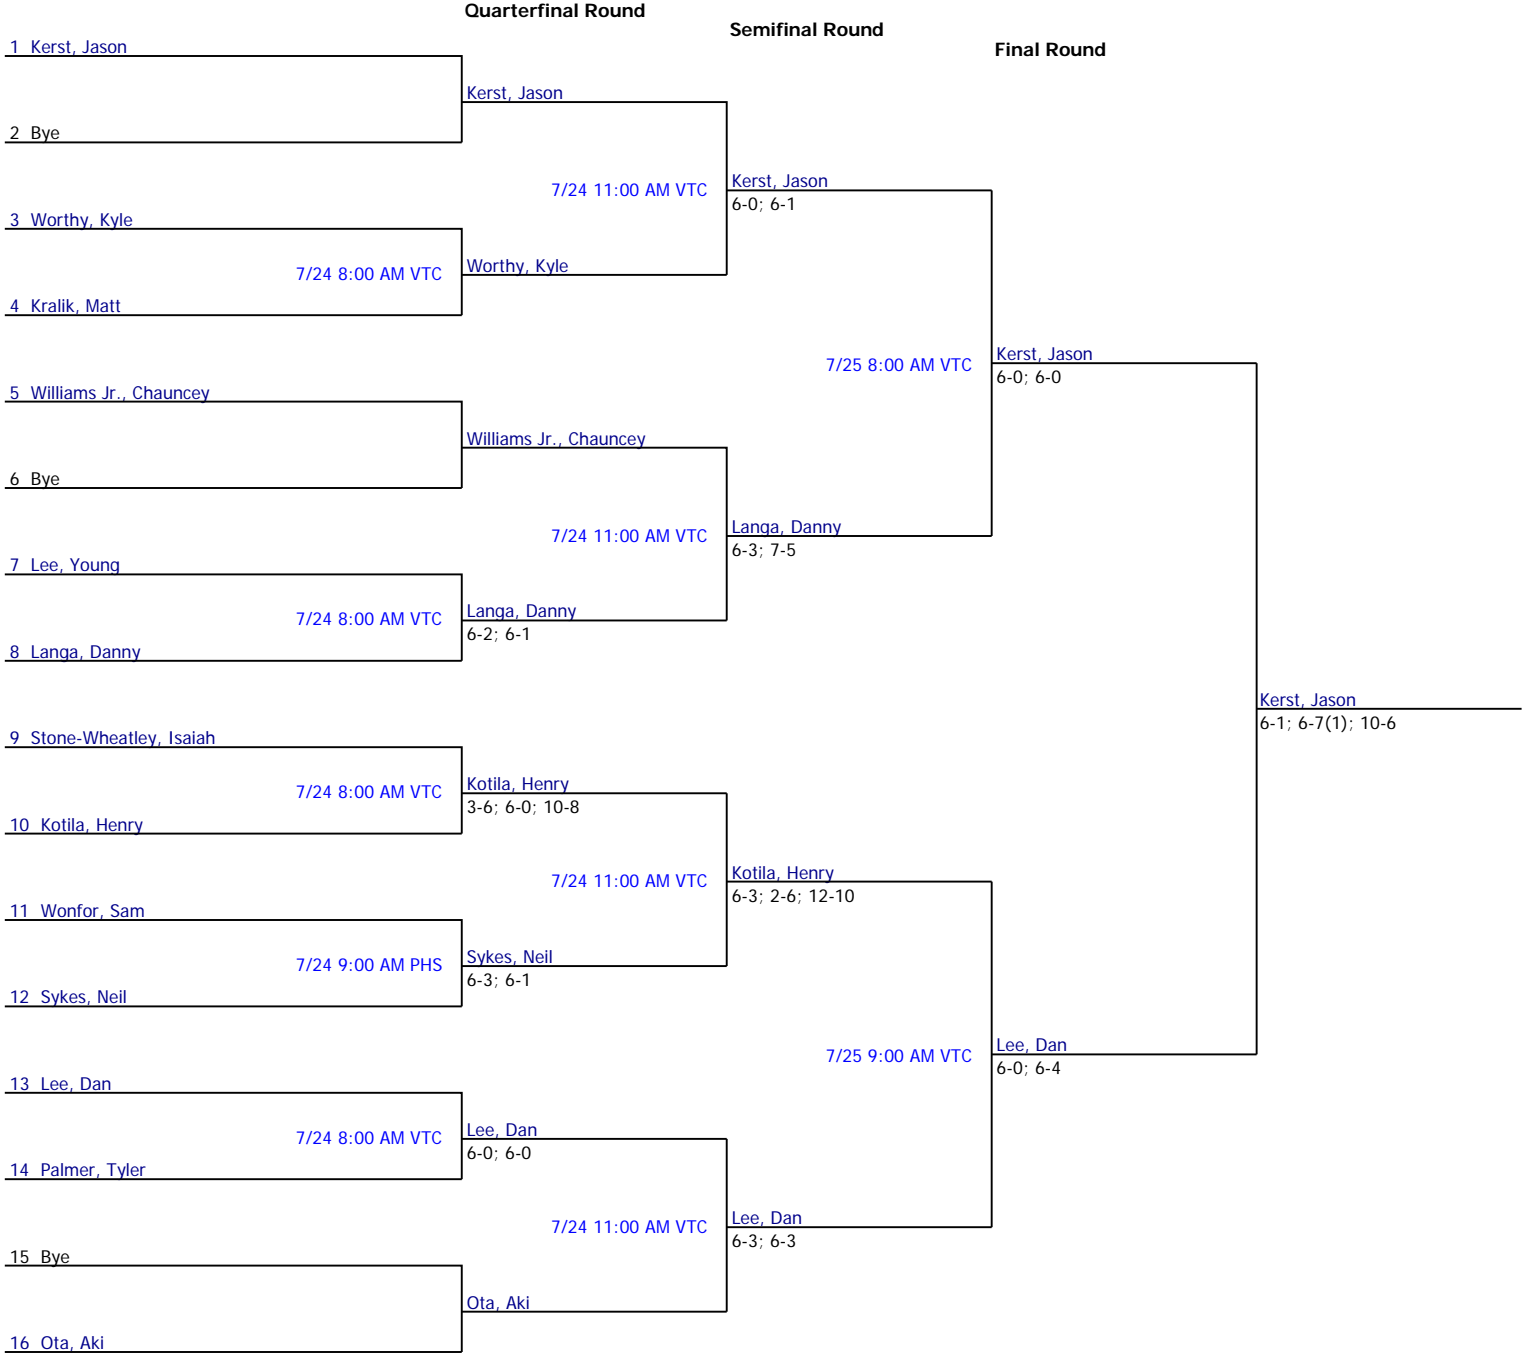 Quarterfinal Round
Semifinal Round
Final Round
1 Kerst, Jason
Kerst, Jason
2 Bye
7/24 11:00 AM VTC
Kerst, Jason
6-0; 6-1
3 Worthy, Kyle
7/24 8:00 AM VTC
Worthy, Kyle
4 Kralik, Matt
7/25 8:00 AM VTC
Kerst, Jason
6-0; 6-0
5 Williams Jr., Chauncey
Williams Jr., Chauncey
6 Bye
7/24 11:00 AM VTC
Langa, Danny
6-3; 7-5
7 Lee, Young
7/24 8:00 AM VTC
Langa, Danny
6-2; 6-1
8 Langa, Danny
Kerst, Jason
6-1; 6-7(1); 10-6
9 Stone-Wheatley, Isaiah
7/24 8:00 AM VTC
Kotila, Henry
3-6; 6-0; 10-8
10 Kotila, Henry
7/24 11:00 AM VTC
Kotila, Henry
6-3; 2-6; 12-10
11 Wonfor, Sam
7/24 9:00 AM PHS
Sykes, Neil
6-3; 6-1
12 Sykes, Neil
7/25 9:00 AM VTC
Lee, Dan
6-0; 6-4
13 Lee, Dan
7/24 8:00 AM VTC
Lee, Dan
6-0; 6-0
14 Palmer, Tyler
7/24 11:00 AM VTC
Lee, Dan
6-3; 6-3
15 Bye
Ota, Aki
16 Ota, Aki